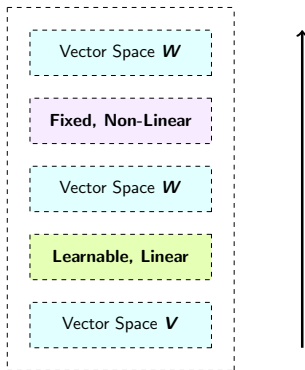 Vector Space W
Fixed, Non-Linear
Vector Space W
Learnable, Linear
Vector Space V